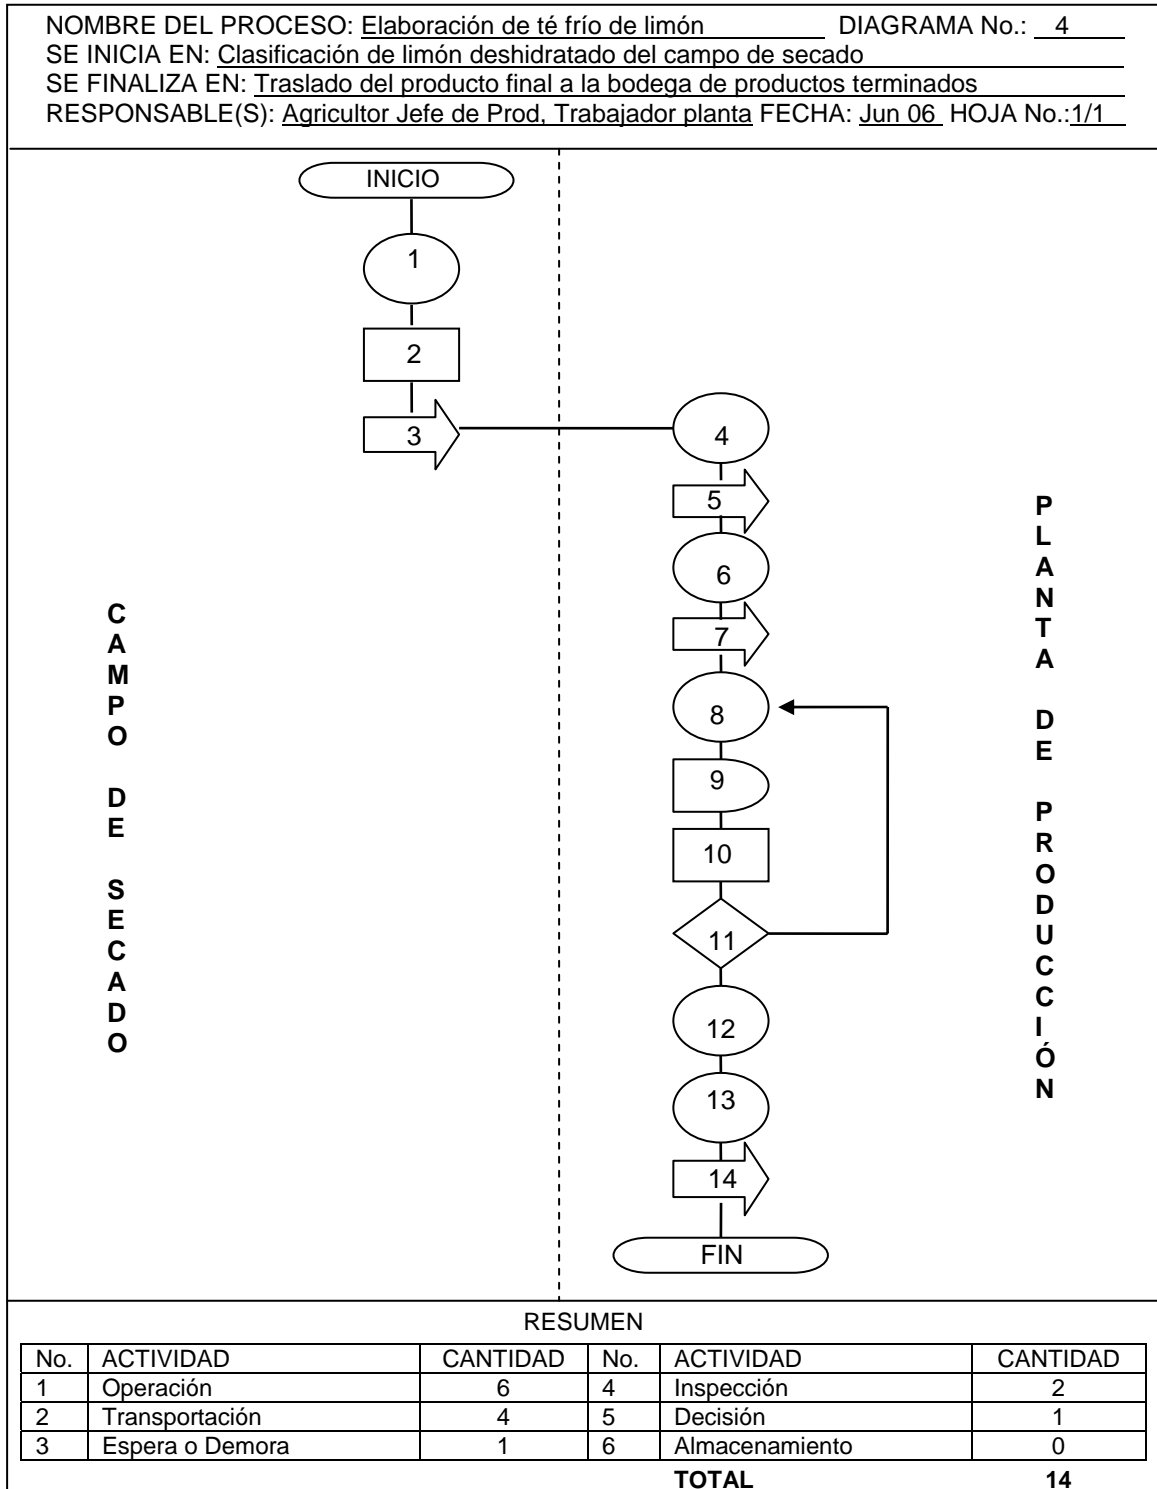 NOMBRE DEL PROCESO: Elaboración de té frío de limón DIAGRAMA No.: 4
SE INICIA EN: Clasificación de limón deshidratado del campo de secado
SE FINALIZA EN: Traslado del producto final a la bodega de productos terminados
RESPONSABLE(S): Agricultor Jefe de Prod, Trabajador planta FECHA: Jun 06 HOJA No.:1/1
INICIO
1
2
3
CAMPO DE SECADO
4
5
6
7
8
9
10
11
12
13
14
FIN
PLANTA DE PRODUCCIÓN
RESUMEN
No. ACTIVIDAD CANTIDAD No. ACTIVIDAD CANTIDAD
1 Operación 6 4 Inspección 2
2 Transportación 4 5 Decisión 1
3 Espera o Demora 1 6 Almacenamiento 0
TOTAL 14